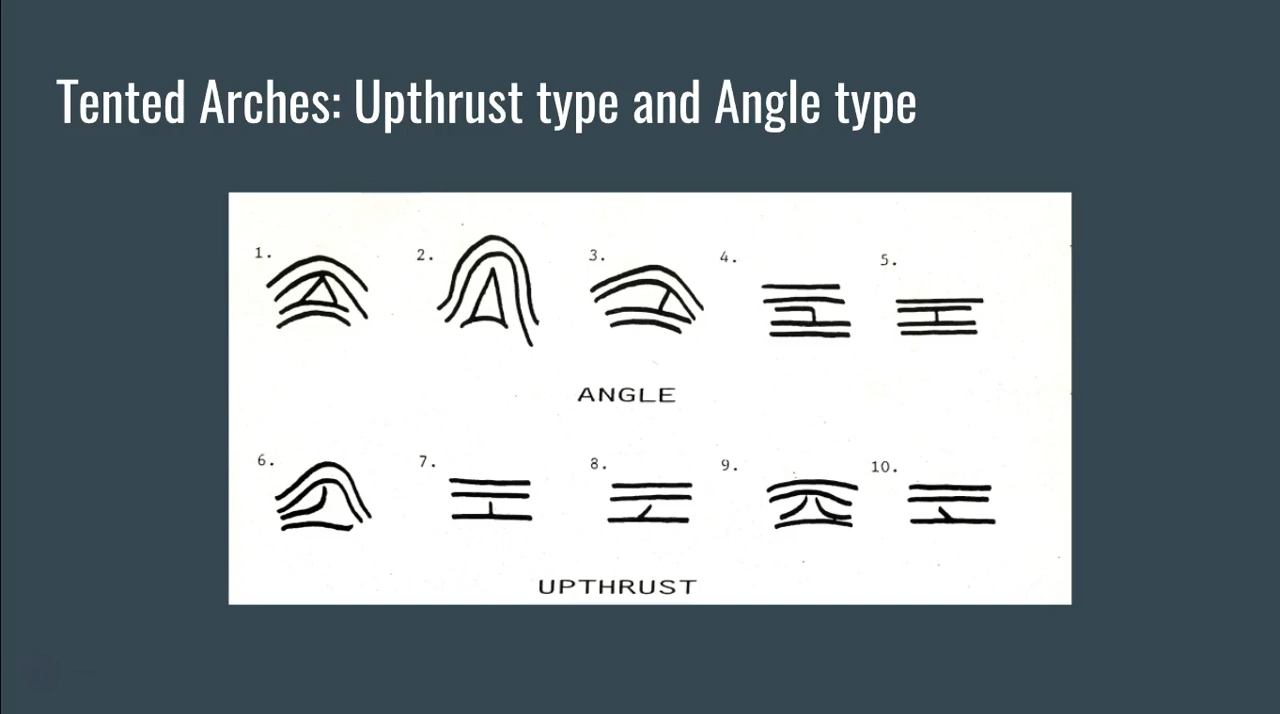 Tented Arches: Upthrust type and Angle type
1. 2. 3. 4. 5.
ANGLE
6. 7. 8. 9. 10.
UPTHRUST